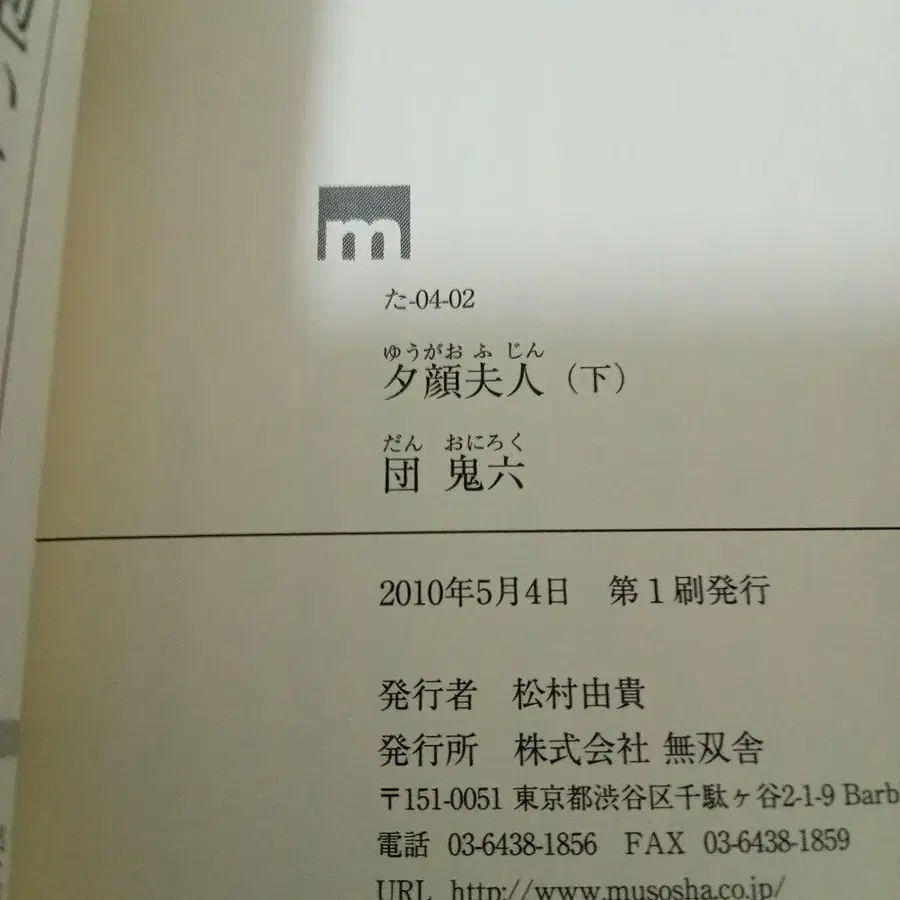 m
た-04-02
ゆうがお ふ じん
夕顔夫人（下）
だん おにろく
団 鬼六
2010年5月4日 第1刷発行
発行者 松村由貴
発行所 株式会社 無双舎
〒151-0051 東京都渋谷区千駄ヶ谷2-1-9 Barb
電話 03-6438-1856 FAX 03-6438-1859
URL http://www.musosha.co.jp/